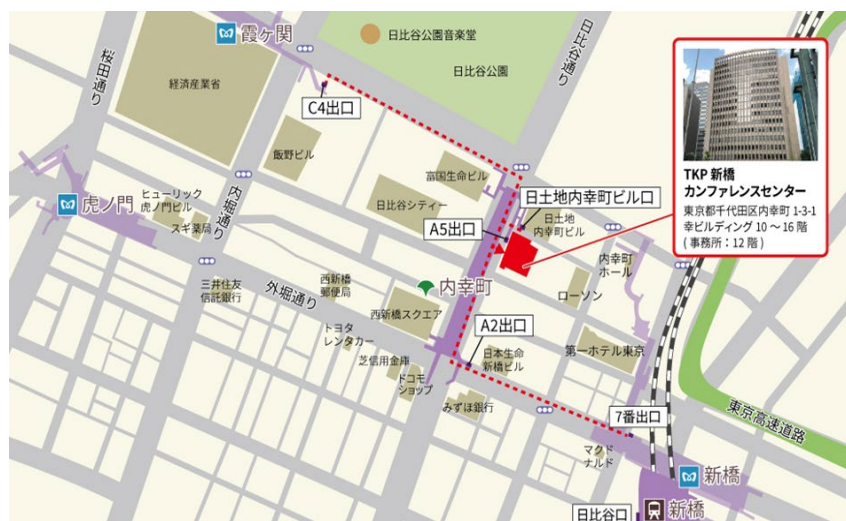 霞ヶ関
日比谷公園音楽堂
日比谷通り
桜田通り
経済産業省
日比谷公園
C4出口
飯野ビル
富国生命ビル
TKP 新橋
カンファレンスセンター
東京都千代田区内幸町 1-3-1
幸ビルディング 10 ～ 16 階
( 事務所：12 階 )
内堀通り
虎ノ門
ヒューリック
虎ノ門ビル
スギ薬局
日比谷シティー
日土地内幸町ビル口
A5出口
日土地
内幸町ビル
内幸町
ホール
三井住友
信託銀行
外堀通り
西新橋
郵便局
内幸町
ローソン
西新橋スクエア
トヨタ
レンタカー
A2出口
芝信用金庫
日本生命
新橋ビル
第一ホテル東京
ドコモ
ショップ
みずほ銀行
7番出口
東京高速道路
マクド
ナルド
新橋
新橋
日比谷口